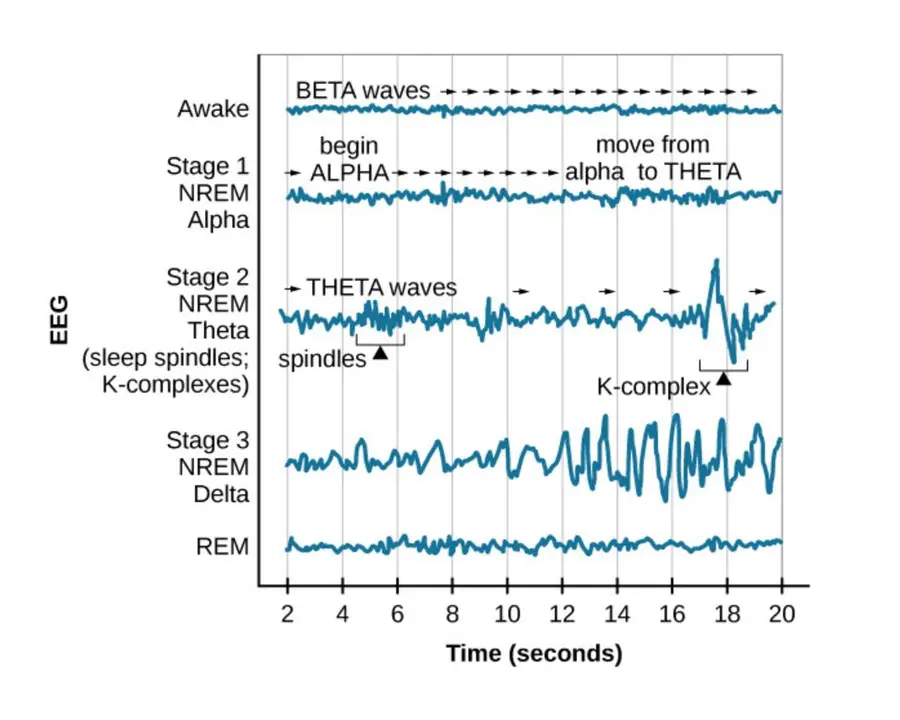 BETA waves
Awake
begin
ALPHA
move from
alpha to THETA
Stage 1
NREM
Alpha
THETA waves
Stage 2
NREM
Theta
(sleep spindles;
K-complexes)
spindles
K-complex
Stage 3
NREM
Delta
REM
EEG
2 4 6 8 10 12 14 16 18 20
Time (seconds)